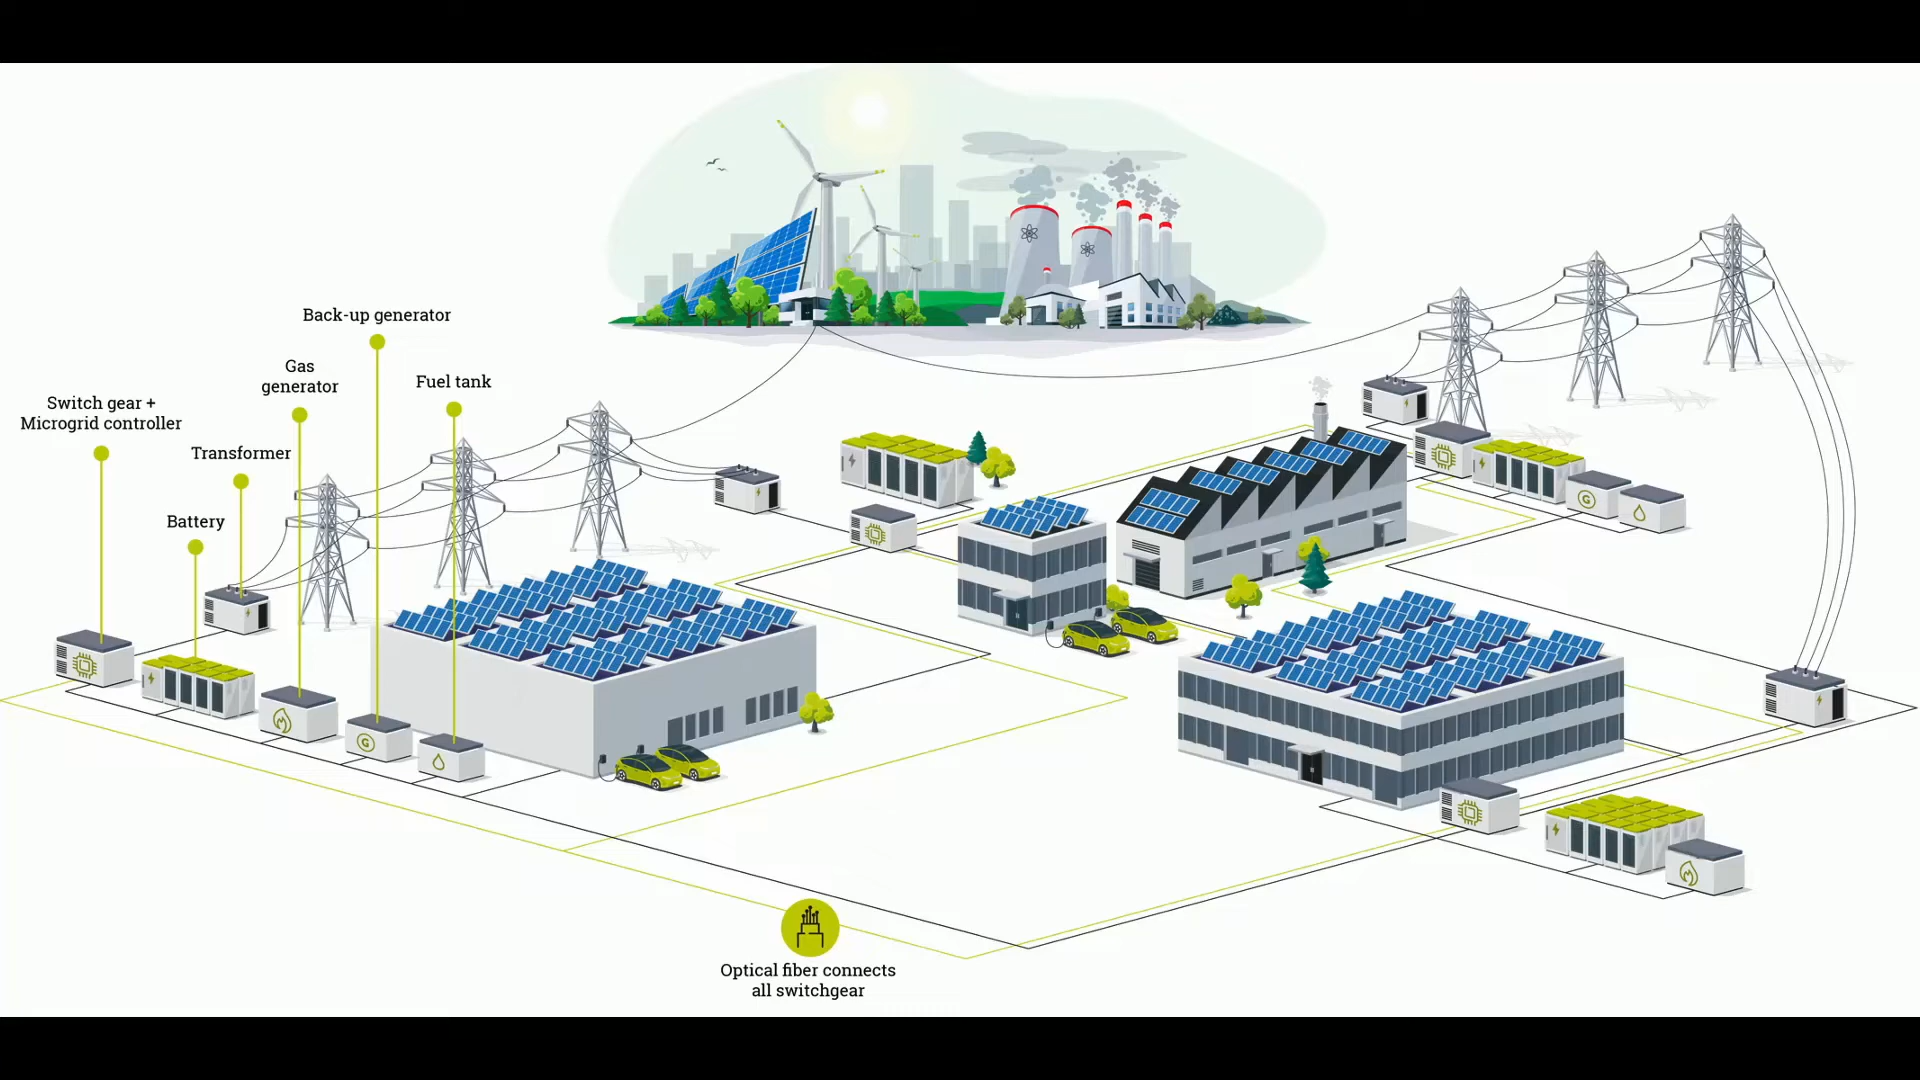 Back-up generator
Gas
generator
Fuel tank
Switch gear +
Microgrid controller
Transformer
Battery
G
G
Optical fiber connects
all switchgear